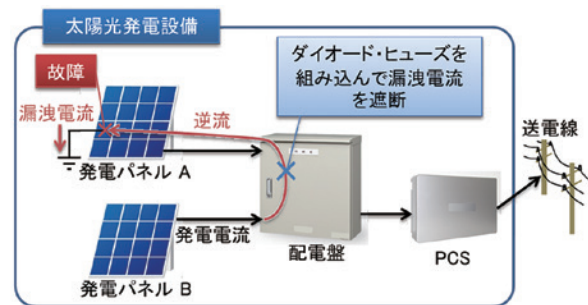 太陽光発電設備
故障
漏洩電流
逆流
ダイオード・ヒューズを
組み込んで漏洩電流
を遮断
送電線
発電パネル A
発電電流
配電盤
PCS
発電パネル B